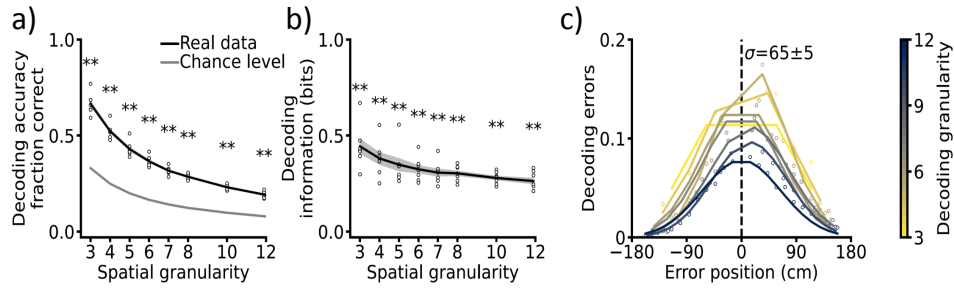 a)
Decoding accuracy
fraction correct
1.0
0.5
0.0
Real data
Chance level
** ** ** ** ** ** ** **
3 4 5 6 7 8 10 12
Spatial granularity
b)
Decoding
information (bits)
1.0
0.5
0.0
** ** ** ** ** ** ** **
3 4 5 6 7 8 10 12
Spatial granularity
c)
Decoding errors
0.2
0.1
0
σ=65±5
−180 −90 0 90 180
Error position (cm)
12
9
6
3
Decoding granularity